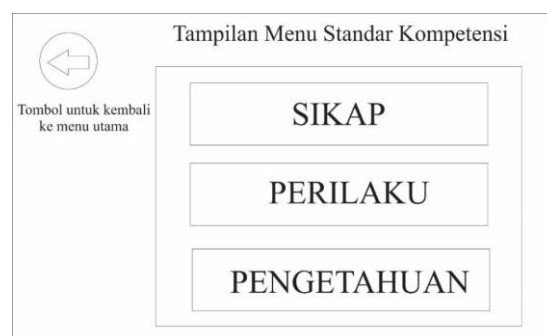 Tampilan Menu Standar Kompetensi
Tombol untuk kembali
ke menu utama
SIKAP
PERILAKU
PENGETAHUAN